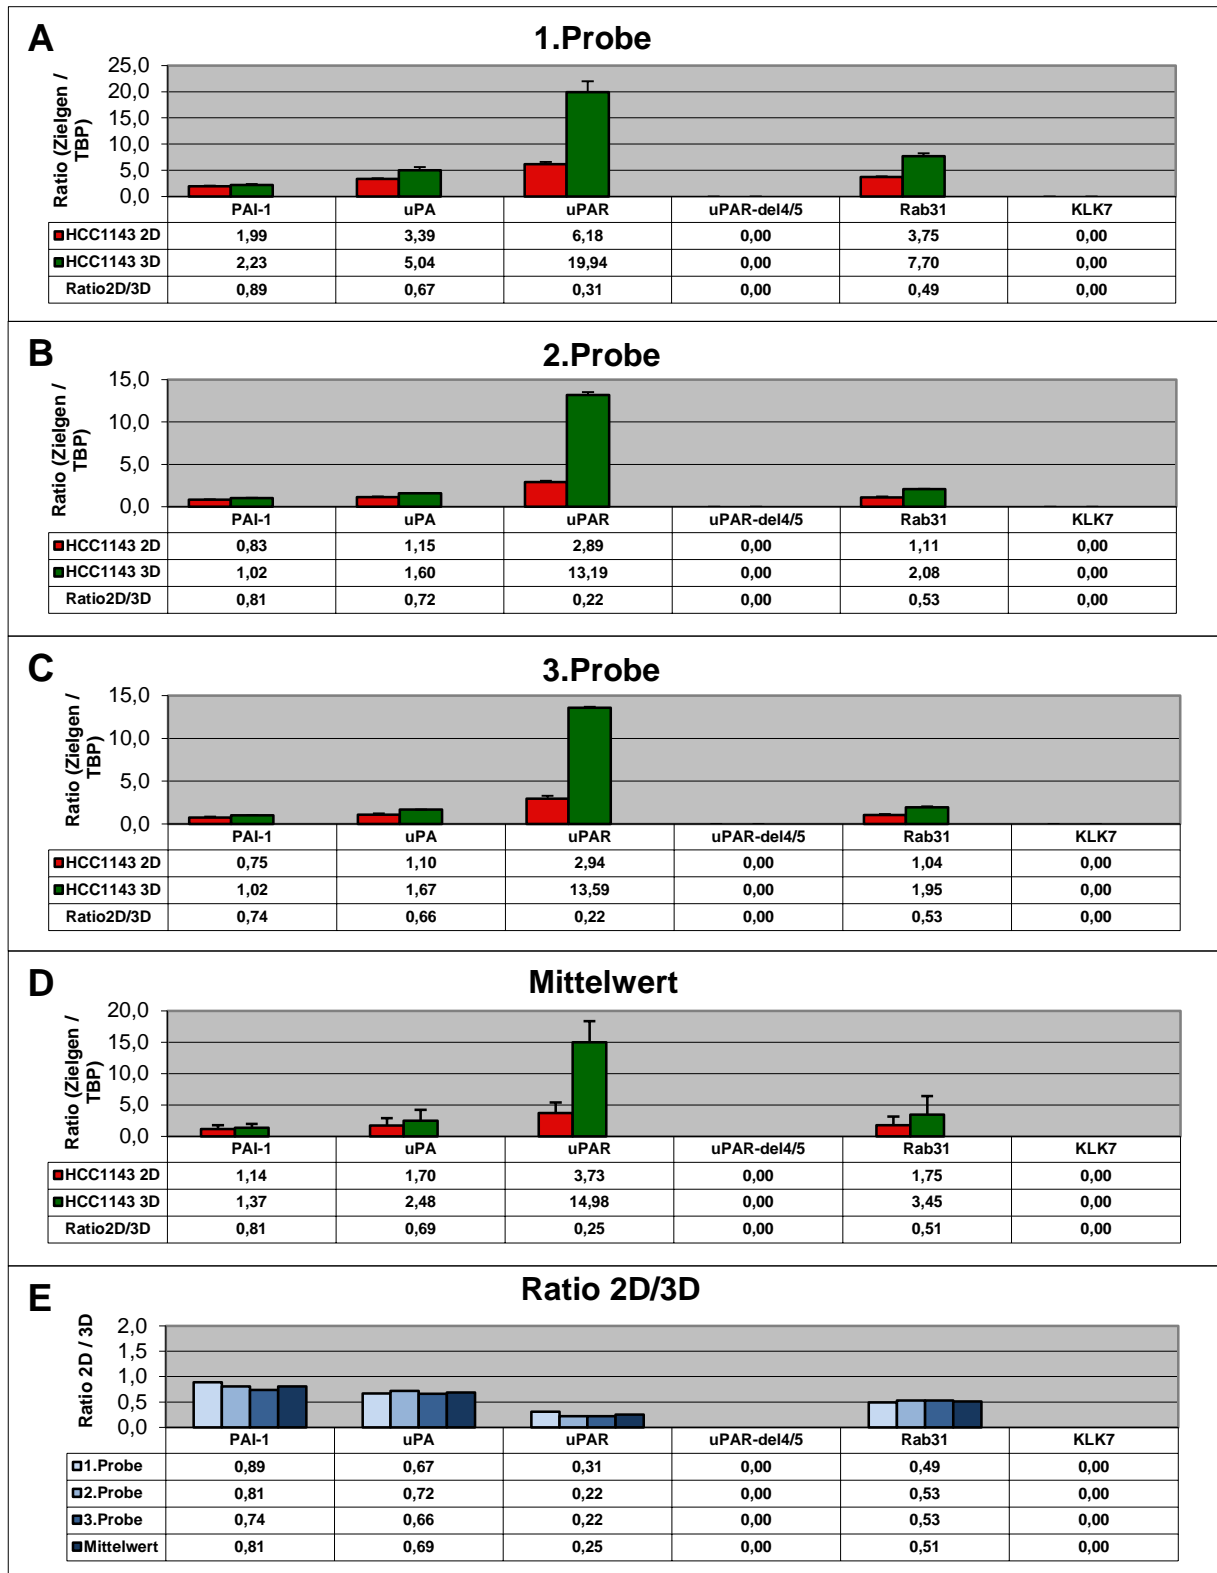 A
1.Probe
Ratio (Zielgen /
TBP)
25,0
20,0
15,0
10,0
5,0
0,0
PAI-1 uPA uPAR uPAR-del4/5 Rab31 KLK7
HCC1143 2D 1,99 3,39 6,18 0,00 3,75 0,00
HCC1143 3D 2,23 5,04 19,94 0,00 7,70 0,00
Ratio2D/3D 0,89 0,67 0,31 0,00 0,49 0,00
B
2.Probe
Ratio (Zielgen /
TBP)
15,0
10,0
5,0
0,0
PAI-1 uPA uPAR uPAR-del4/5 Rab31 KLK7
HCC1143 2D 0,83 1,15 2,89 0,00 1,11 0,00
HCC1143 3D 1,02 1,60 13,19 0,00 2,08 0,00
Ratio2D/3D 0,81 0,72 0,22 0,00 0,53 0,00
C
3.Probe
Ratio (Zielgen /
TBP)
15,0
10,0
5,0
0,0
PAI-1 uPA uPAR uPAR-del4/5 Rab31 KLK7
HCC1143 2D 0,75 1,10 2,94 0,00 1,04 0,00
HCC1143 3D 1,02 1,67 13,59 0,00 1,95 0,00
Ratio2D/3D 0,74 0,66 0,22 0,00 0,53 0,00
D
Mittelwert
Ratio (Zielgen /
TBP)
20,0
15,0
10,0
5,0
0,0
PAI-1 uPA uPAR uPAR-del4/5 Rab31 KLK7
HCC1143 2D 1,14 1,70 3,73 0,00 1,75 0,00
HCC1143 3D 1,37 2,48 14,98 0,00 3,45 0,00
Ratio2D/3D 0,81 0,69 0,25 0,00 0,51 0,00
E
Ratio 2D/3D
Ratio 2D / 3D
2,0
1,5
1,0
0,5
0,0
PAI-1 uPA uPAR uPAR-del4/5 Rab31 KLK7
1.Probe 0,89 0,67 0,31 0,00 0,49 0,00
2.Probe 0,81 0,72 0,22 0,00 0,53 0,00
3.Probe 0,74 0,66 0,22 0,00 0,53 0,00
Mittelwert 0,81 0,69 0,25 0,00 0,51 0,00